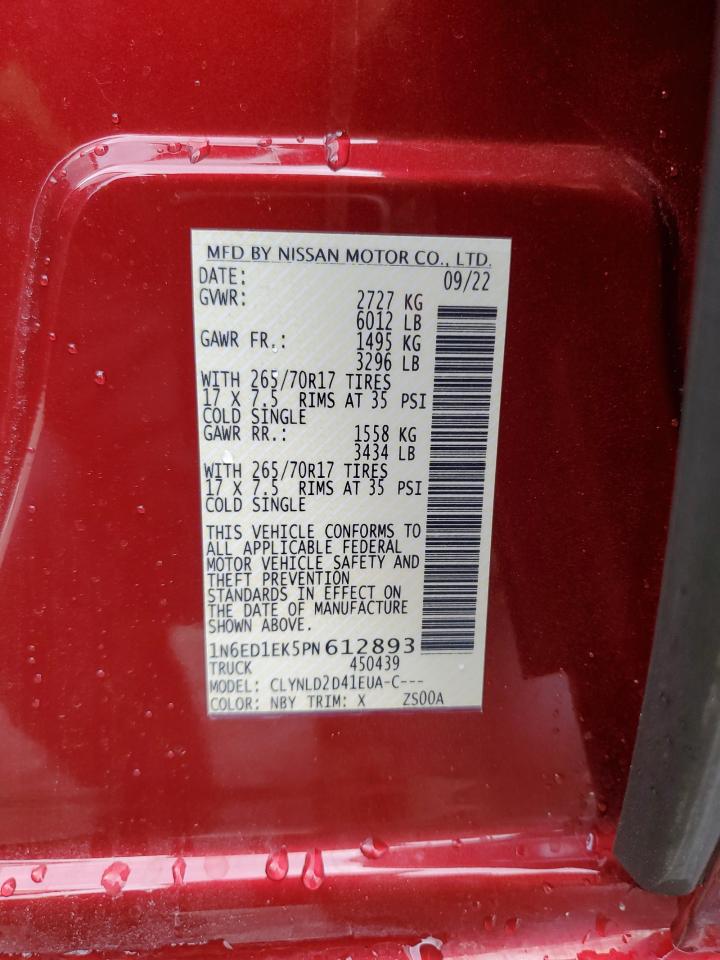 MFD BY NISSAN MOTOR CO., LTD.
DATE: 09/22
GVWR: 2727 KG
6012 LB
GAWR FR.: 1495 KG
3296 LB
WITH 265/70R17 TIRES
17 X 7.5 RIMS AT 35 PSI
COLD SINGLE
GAWR RR.: 1558 KG
3434 LB
WITH 265/70R17 TIRES
17 X 7.5 RIMS AT 35 PSI
COLD SINGLE
THIS VEHICLE CONFORMS TO
ALL APPLICABLE FEDERAL
MOTOR VEHICLE SAFETY AND
THEFT PREVENTION
STANDARDS IN EFFECT ON
THE DATE OF MANUFACTURE
SHOWN ABOVE.
1N6ED1EK5PN 612893
TRUCK 450439
MODEL: CLYNLD2D41EUA-C---
COLOR: NBY TRIM: X ZS00A